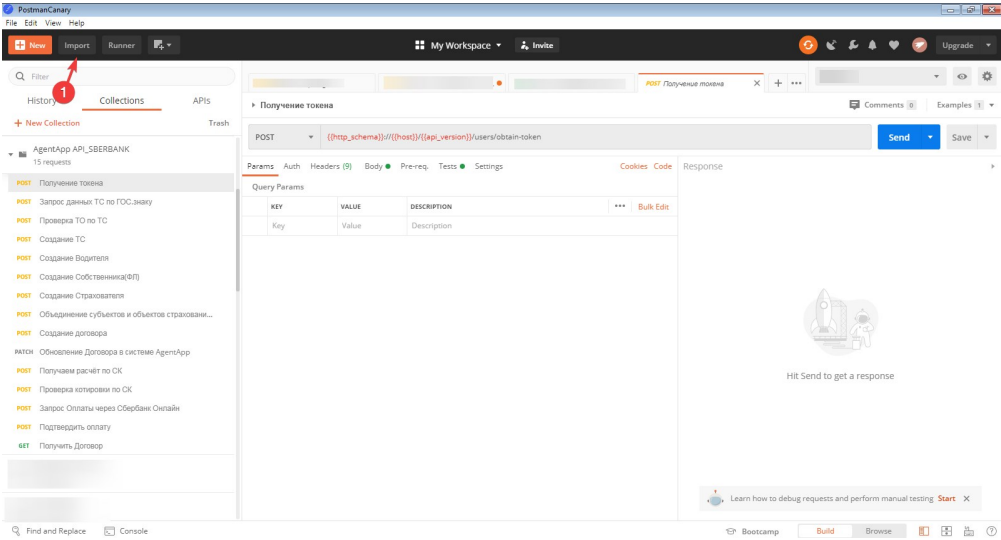 PostmanCanary
File Edit View Help
New Import Runner My Workspace Invite Upgrade
Filter
1
History Collections APIs
+ New Collection Trash
AgentApp API_SBERBANK
15 requests
POST Получение токена
POST Запрос данных ТС по ГОС.знаку
POST Проверка ТО по ТС
POST Создание ТС
POST Создание Водителя
POST Создание Собственника(ФЛ)
POST Создание Страхователя
POST Объединение субъектов и объектов страховани...
POST Создание договора
PATCH Обновление Договора в системе AgentApp
POST Получаем расчёт по СК
POST Проверка котировки по СК
POST Запрос Оплаты через Сбербанк Онлайн
POST Подтвердить оплату
GET Получить Договор
POST Получение токена
Получение токена Comments 0 Examples 1
POST {{http_schema}}://{{host}}/{{api_version}}/users/obtain-token Send Save
Params Auth Headers (9) Body Pre-req. Tests Settings Cookies Code
Query Params
KEY VALUE DESCRIPTION Bulk Edit
Key Value Description
Response
Hit Send to get a response
Learn how to debug requests and perform manual testing Start
Find and Replace Console Bootcamp Build Browse